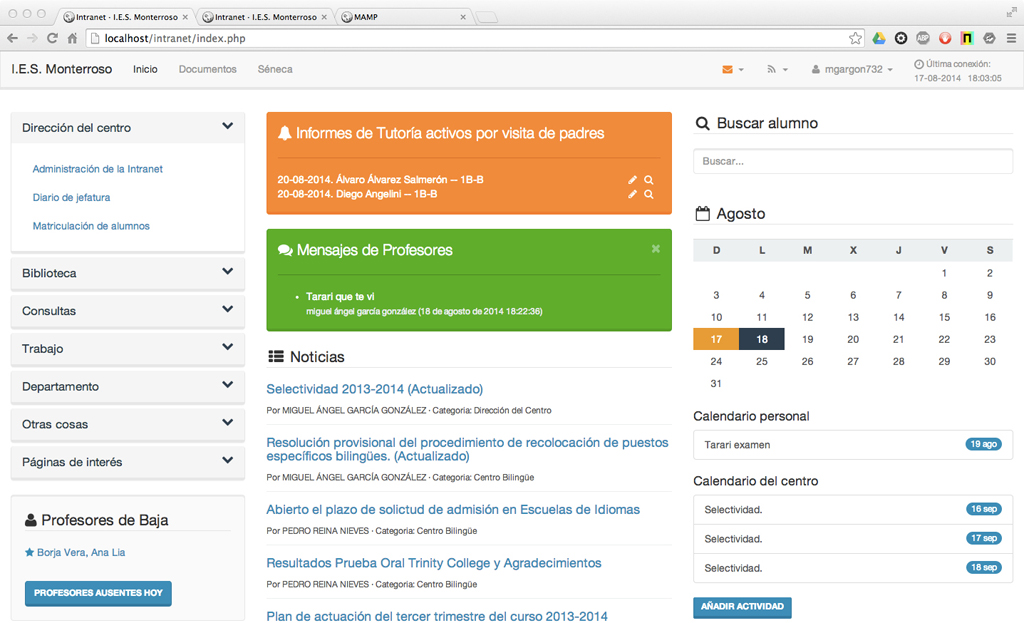 Intranet · I.E.S. Monterroso
Intranet · I.E.S. Monterroso
MAMP
localhost/intranet/index.php
ABP
I.E.S. Monterroso
Inicio
Documentos
Séneca
mgargon732
Última conexión:
17-08-2014 18:03:05
Dirección del centro
Administración de la Intranet
Diario de jefatura
Matriculación de alumnos
Biblioteca
Consultas
Trabajo
Departamento
Otras cosas
Páginas de interés
Profesores de Baja
Borja Vera, Ana Lia
PROFESORES AUSENTES HOY
Informes de Tutoría activos por visita de padres
20-08-2014. Álvaro Álvarez Salmerón -- 1B-B
20-08-2014. Diego Angelini -- 1B-B
Mensajes de Profesores
Tarari que te vi
miguel ángel garcía gonzález (18 de agosto de 2014 18:22:36)
Noticias
Selectividad 2013-2014 (Actualizado)
Por MIGUEL ÁNGEL GARCÍA GONZÁLEZ · Categoria: Dirección del Centro
Resolución provisional del procedimiento de recolocación de puestos
específicos bilingües. (Actualizado)
Por MIGUEL ÁNGEL GARCÍA GONZÁLEZ · Categoria: Centro Bilingüe
Abierto el plazo de solictud de admisión en Escuelas de Idiomas
Por PEDRO REINA NIEVES · Categoria: Centro Bilingüe
Resultados Prueba Oral Trinity College y Agradecimientos
Por PEDRO REINA NIEVES · Categoria: Centro Bilingüe
Plan de actuación del tercer trimestre del curso 2013-2014
Buscar alumno
Buscar...
Agosto
D L M X J V S
1 2
3 4 5 6 7 8 9
10 11 12 13 14 15 16
17 18 19 20 21 22 23
24 25 26 27 28 29 30
31
Calendario personal
Tarari examen 19 ago
Calendario del centro
Selectividad. 16 sep
Selectividad. 17 sep
Selectividad. 18 sep
AÑADIR ACTIVIDAD